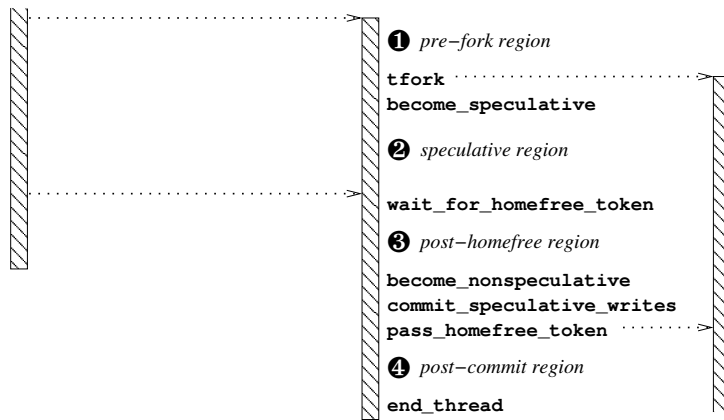 ❶ pre−fork region
tfork
become_speculative
❷ speculative region
wait_for_homefree_token
❸ post−homefree region
become_nonspeculative
commit_speculative_writes
pass_homefree_token
❹ post−commit region
end_thread